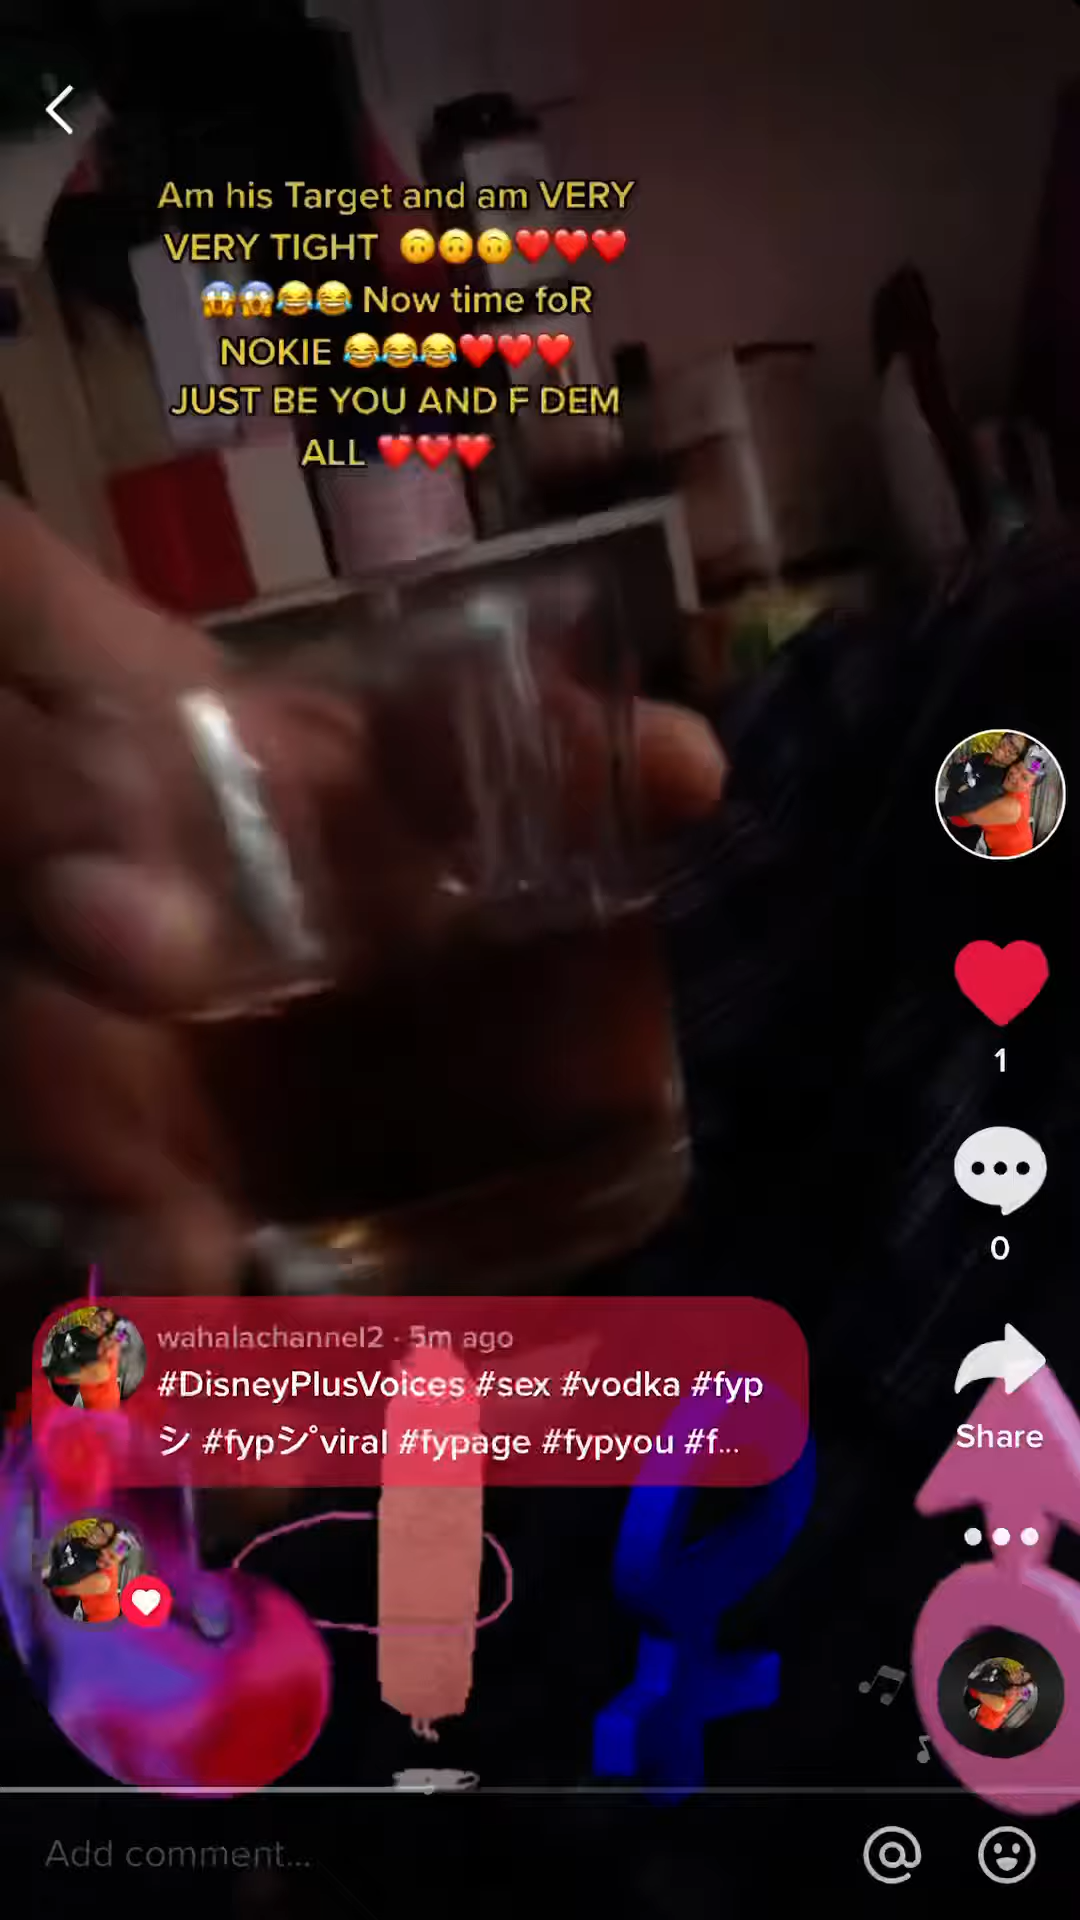 Am his Target and am VERY
VERY TIGHT 🙃🙃🙃❤️❤️❤️
😱😱😂😂 Now time foR
NOKIE 😂😂😂❤️❤️❤️
JUST BE YOU AND F DEM
ALL ❤️❤️❤️
1
0
wahalachannel2 · 5m ago
#DisneyPlusVoices #sex #vodka #fyp
シ #fypシ゚viral #fypage #fypyou #f...
Share
Add comment...